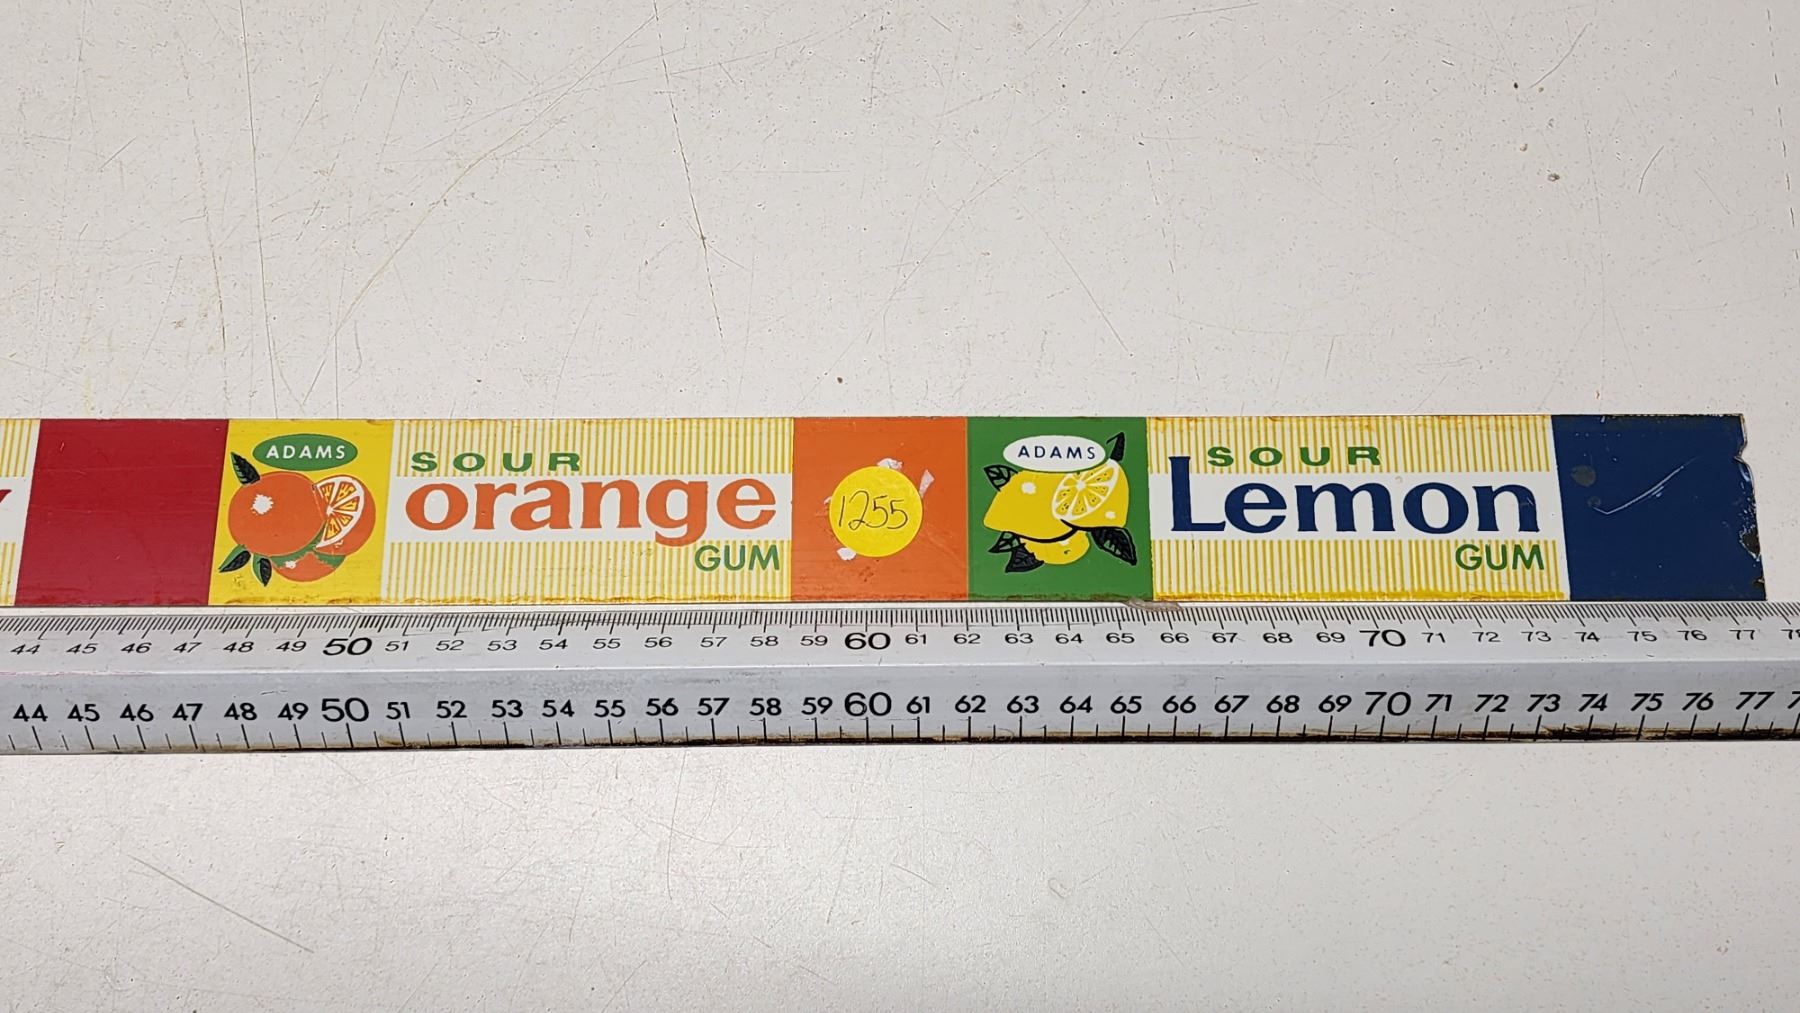 ADAMS
SOUR
orange
GUM
1255
ADAMS
SOUR
Lemon
GUM
44 45 46 47 48 49 50 51 52 53 54 55 56 57 58 59 60 61 62 63 64 65 66 67 68 69 70 71 72 73 74 75 76 77 78
44 45 46 47 48 49 50 51 52 53 54 55 56 57 58 59 60 61 62 63 64 65 66 67 68 69 70 71 72 73 74 75 76 77